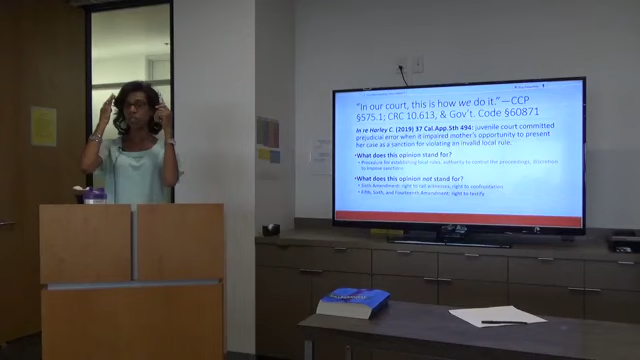 "In our court, this is how we do it."—CCP
§575.1; CRC 10.613, & Gov't. Code §60871
In re Harley C. (2019) 37 Cal.App.5th 494: juvenile court committed
prejudicial error when it impaired mother's opportunity to present
her case as a sanction for violating an invalid local rule.
• What does this opinion stand for?
• Procedure for establishing local rules, authority to control the proceedings, discretion
to impose sanctions
• What does this opinion not stand for?
• Sixth Amendment: right to call witnesses, right to confrontation
• Fifth, Sixth, and Fourteenth Amendment: right to testify